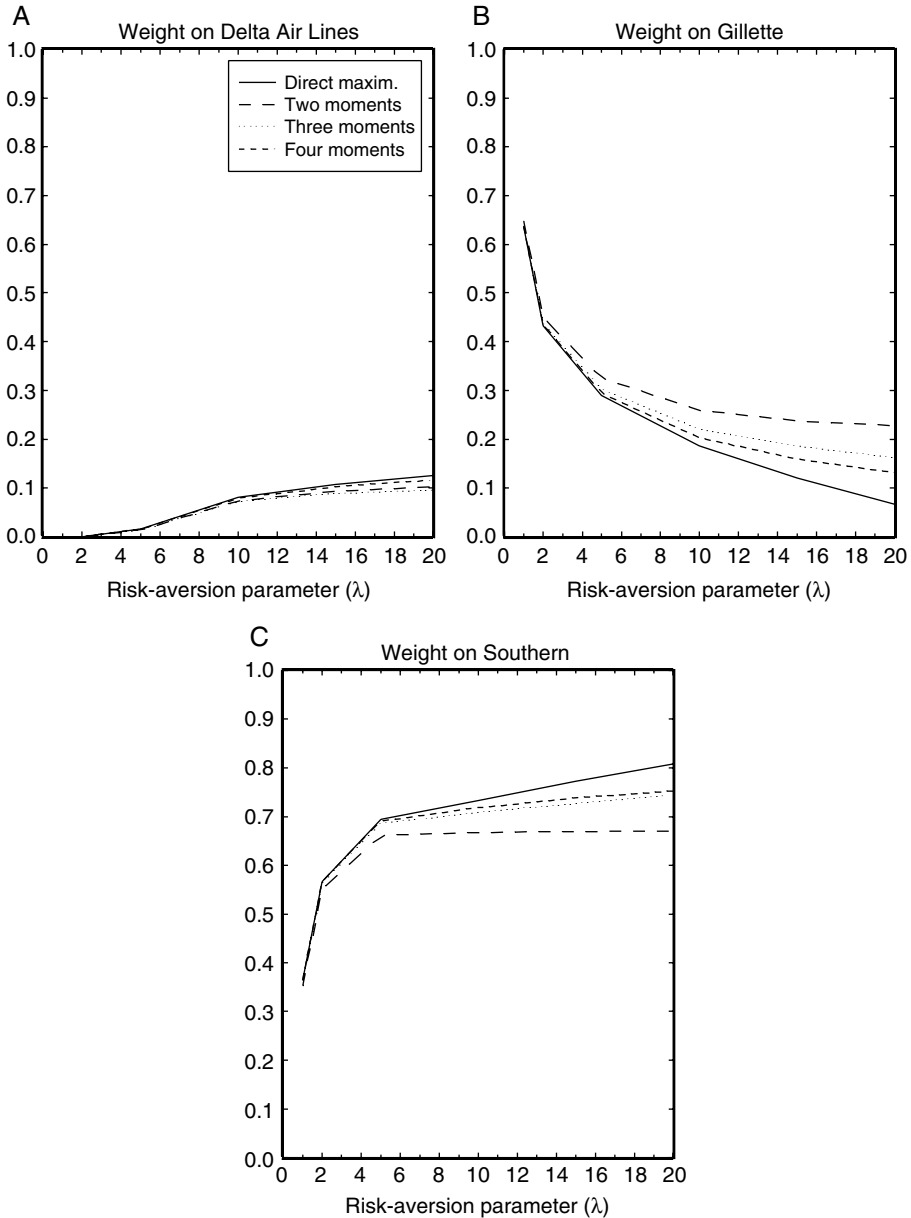 A
Weight on Delta Air Lines
1.0
0.9
0.8
0.7
0.6
0.5
0.4
0.3
0.2
0.1
0.0
0 2 4 6 8 10 12 14 16 18 20
Risk-aversion parameter (λ)
Direct maxim.
Two moments
Three moments
Four moments
B
Weight on Gillette
1.0
0.9
0.8
0.7
0.6
0.5
0.4
0.3
0.2
0.1
0.0
0 2 4 6 8 10 12 14 16 18 20
Risk-aversion parameter (λ)
C
Weight on Southern
1.0
0.9
0.8
0.7
0.6
0.5
0.4
0.3
0.2
0.1
0.0
0 2 4 6 8 10 12 14 16 18 20
Risk-aversion parameter (λ)